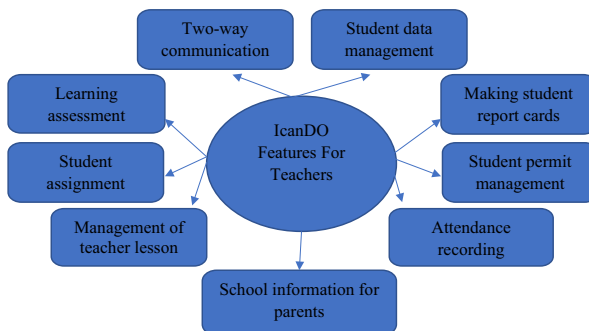 Two-way
communication
Student data
management
Learning
assessment
IcanDO
Features For
Teachers
Making student
report cards
Student
assignment
Student permit
management
Management of
teacher lesson
Attendance
recording
School information for
parents